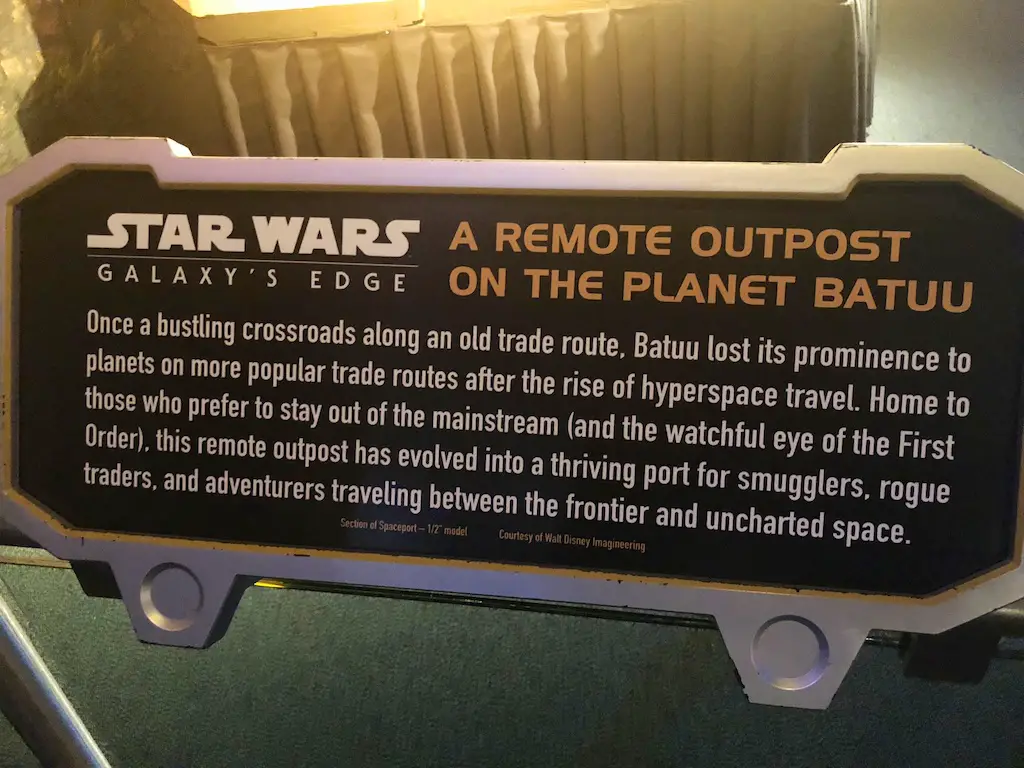 STAR WARS
GALAXY'S EDGE
A REMOTE OUTPOST
ON THE PLANET BATUU
Once a bustling crossroads along an old trade route, Batuu lost its prominence to
planets on more popular trade routes after the rise of hyperspace travel. Home to
those who prefer to stay out of the mainstream (and the watchful eye of the First
Order), this remote outpost has evolved into a thriving port for smugglers, rogue
traders, and adventurers traveling between the frontier and uncharted space.
Section of Spaceport – 1/2" model
Courtesy of Walt Disney Imagineering